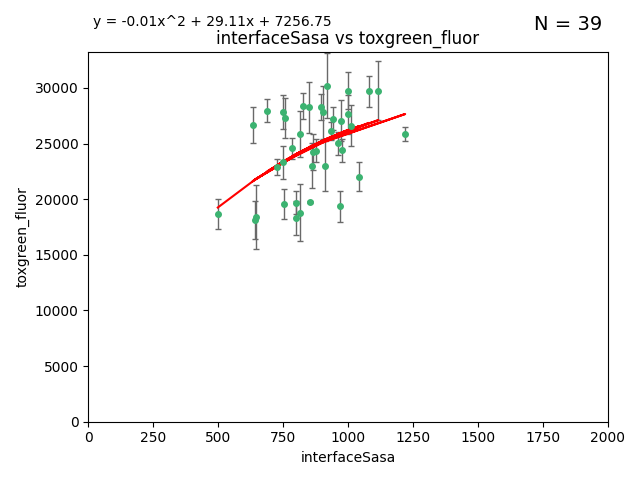 y = -0.01x^2 + 29.11x + 7256.75
N = 39
interfaceSasa vs toxgreen_fluor
toxgreen_fluor
30000
25000
20000
15000
10000
5000
0
0 250 500 750 1000 1250 1500 1750 2000
interfaceSasa